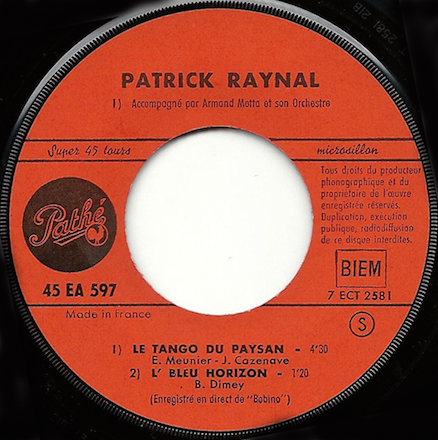 PATRICK RAYNAL
1) Accompagné par Armand Motta et son Orchestre
Super 45 tours
microsillon
Tous droits du producteur
phonographique et du
propriétaire de l'œuvre
enregistrée réservés.
Duplication, exécution
publique, radiodiffusion
de ce disque interdites.
Pathé
45 EA 597
BIEM
7 ECT 2581
Made in France
S
1) LE TANGO DU PAYSAN - 4'30
E. Meunier - J. Cazenave
2) L' BLEU HORIZON - 1'20
B. Dimey
(Enregistré en direct de "Bobino")